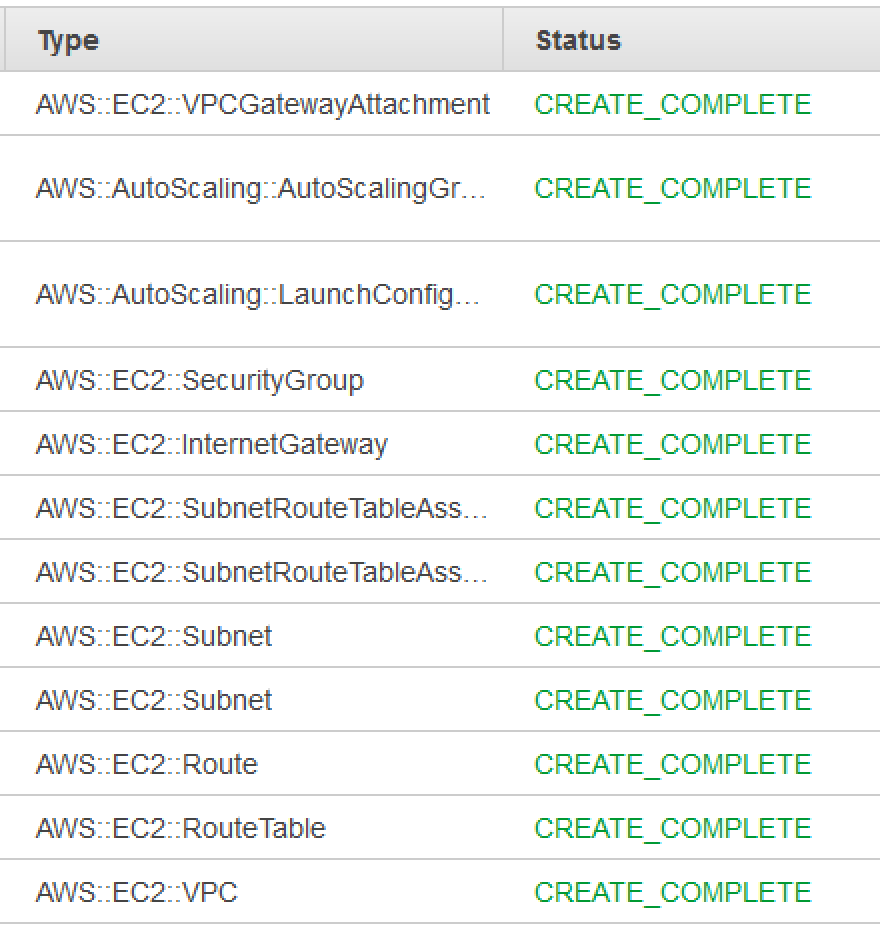 Type Status
AWS::EC2::VPCGatewayAttachment CREATE_COMPLETE
AWS::AutoScaling::AutoScalingGr... CREATE_COMPLETE
AWS::AutoScaling::LaunchConfig... CREATE_COMPLETE
AWS::EC2::SecurityGroup CREATE_COMPLETE
AWS::EC2::InternetGateway CREATE_COMPLETE
AWS::EC2::SubnetRouteTableAss... CREATE_COMPLETE
AWS::EC2::SubnetRouteTableAss... CREATE_COMPLETE
AWS::EC2::Subnet CREATE_COMPLETE
AWS::EC2::Subnet CREATE_COMPLETE
AWS::EC2::Route CREATE_COMPLETE
AWS::EC2::RouteTable CREATE_COMPLETE
AWS::EC2::VPC CREATE_COMPLETE